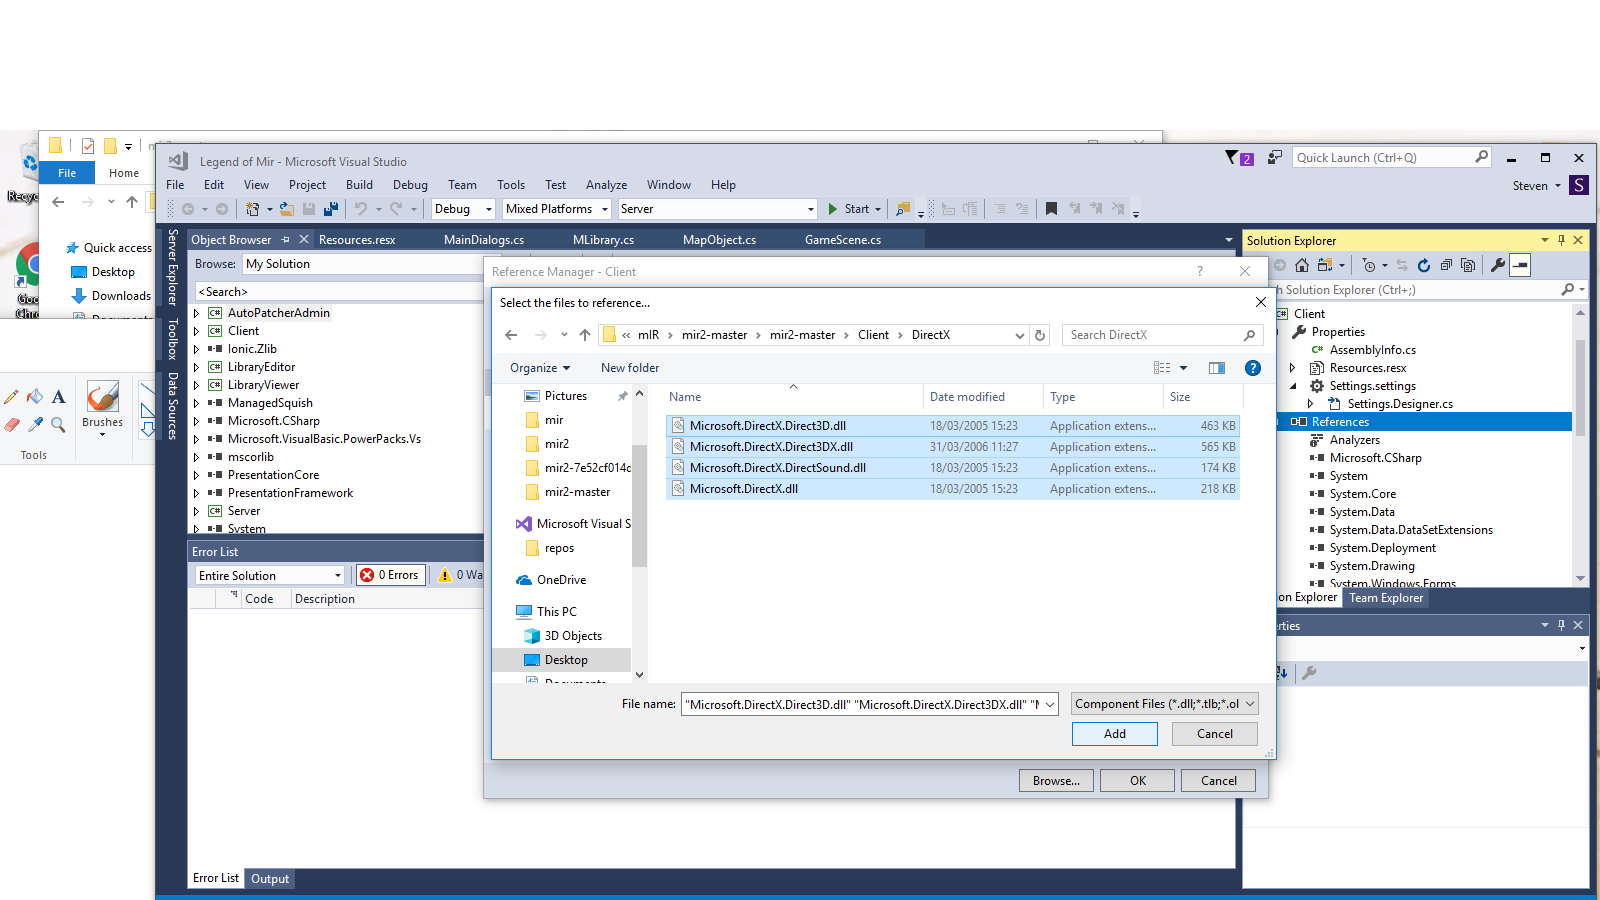 Legend of Mir - Microsoft Visual Studio
2
Quick Launch (Ctrl+Q)
File
Home
File Edit View Project Build Debug Team Tools Test Analyze Window Help
Steven
S
Debug
Mixed Platforms
Server
Start
Quick access
Desktop
Downloads
Server Explorer
Toolbox
Data Sources
Brushes
Tools
Object Browser
Resources.resx
MainDialogs.cs
MLibrary.cs
MapObject.cs
GameScene.cs
Browse:
My Solution
<Search>
AutoPatcherAdmin
Client
Ionic.Zlib
LibraryEditor
LibraryViewer
ManagedSquish
Microsoft.CSharp
Microsoft.VisualBasic.PowerPacks.Vs
mscorlib
PresentationCore
PresentationFramework
Server
System
Error List
Entire Solution
0 Errors
0 Wa
Code
Description
Error List
Output
Reference Manager - Client
?
Select the files to reference...
« mIR > mir2-master > mir2-master > Client > DirectX
Search DirectX
Organize
New folder
Pictures
mir
mir2
mir2-7e52cf014c
mir2-master
Microsoft Visual S
repos
OneDrive
This PC
3D Objects
Desktop
Documents
Name Date modified Type Size
Microsoft.DirectX.Direct3D.dll 18/03/2005 15:23 Application extens... 463 KB
Microsoft.DirectX.Direct3DX.dll 31/03/2006 11:27 Application extens... 565 KB
Microsoft.DirectX.DirectSound.dll 18/03/2005 15:23 Application extens... 174 KB
Microsoft.DirectX.dll 18/03/2005 15:23 Application extens... 218 KB
File name:
"Microsoft.DirectX.Direct3D.dll" "Microsoft.DirectX.Direct3DX.dll" "M
Component Files (*.dll;*.tlb;*.ol
Add
Cancel
Browse...
OK
Cancel
Solution Explorer
h Solution Explorer (Ctrl+;)
Client
Properties
AssemblyInfo.cs
Resources.resx
Settings.settings
Settings.Designer.cs
References
Analyzers
Microsoft.CSharp
System
System.Core
System.Data
System.Data.DataSetExtensions
System.Deployment
System.Drawing
System.Windows.Forms
on Explorer
Team Explorer
erties